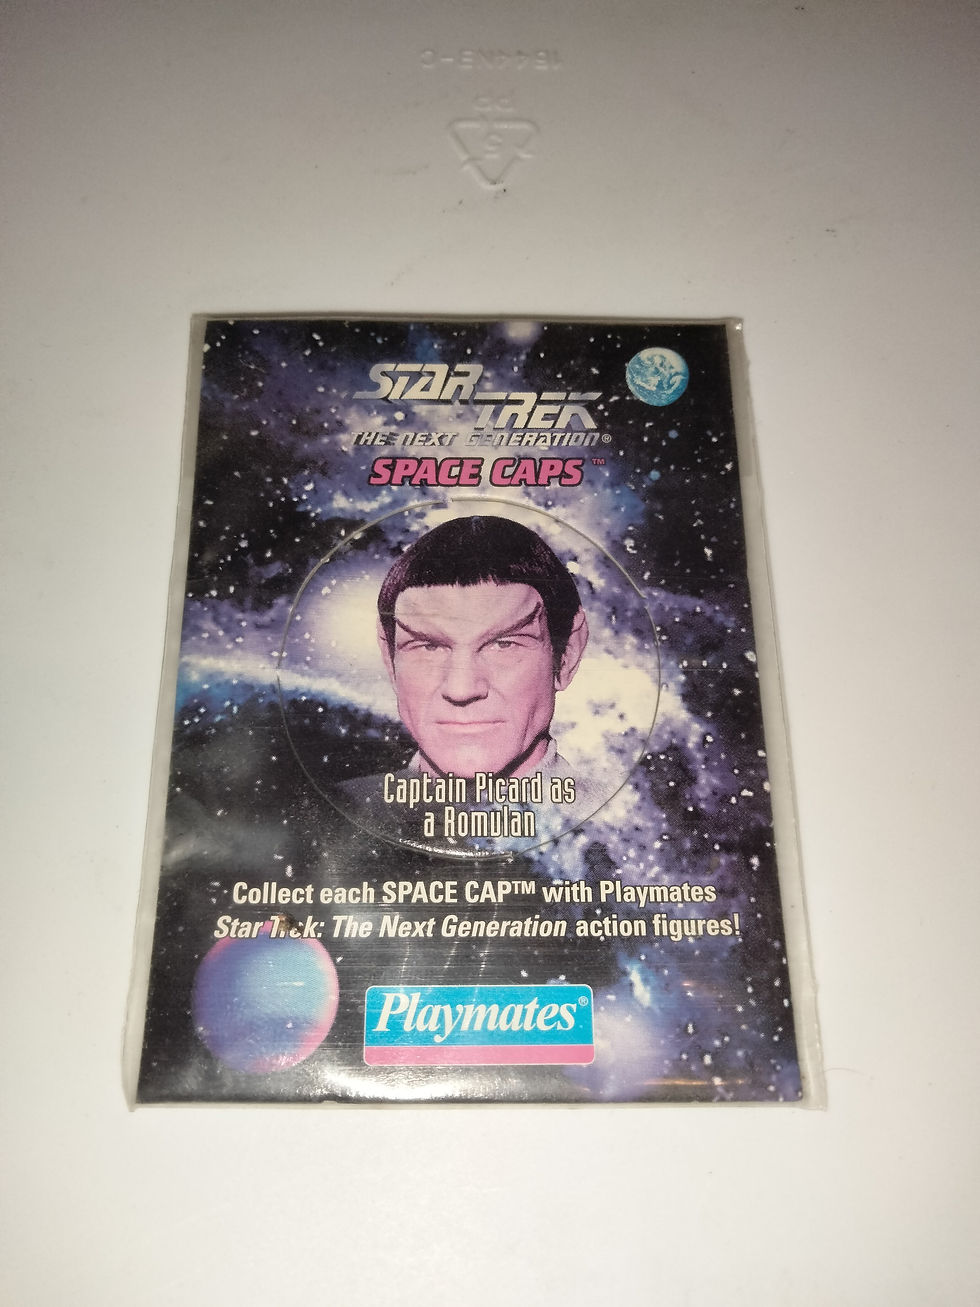 STAR
TREK
THE NEXT GENERATION®
SPACE CAPS™
Captain Picard as
a Romulan
Collect each SPACE CAP™ with Playmates
Star Trek: The Next Generation action figures!
Playmates®